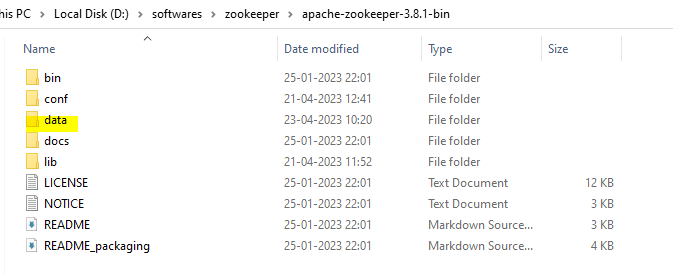 his PC > Local Disk (D:) > softwares > zookeeper > apache-zookeeper-3.8.1-bin
Name Date modified Type Size
bin 25-01-2023 22:01 File folder
conf 21-04-2023 12:41 File folder
data 23-04-2023 10:20 File folder
docs 25-01-2023 22:01 File folder
lib 21-04-2023 11:52 File folder
LICENSE 25-01-2023 22:01 Text Document 12 KB
NOTICE 25-01-2023 22:01 Text Document 3 KB
README 25-01-2023 22:01 Markdown Source... 3 KB
README_packaging 25-01-2023 22:01 Markdown Source... 4 KB